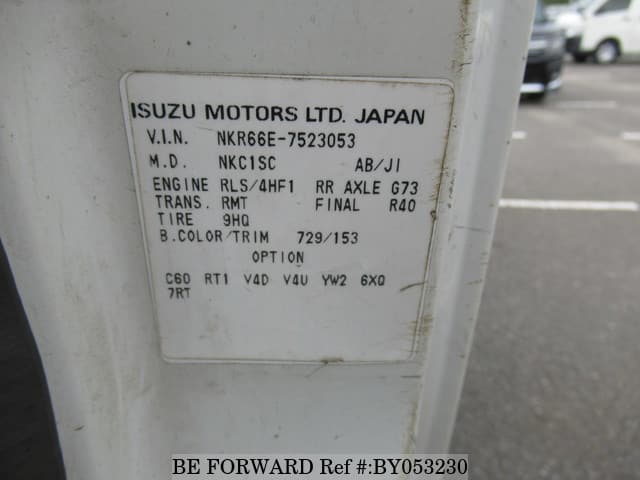 ISUZU MOTORS LTD. JAPAN
V.I.N. NKR66E-7523053
M.D. NKC1SC AB/JI
ENGINE RLS/4HF1 RR AXLE G73
TRANS. RMT FINAL R40
TIRE 9HQ
B.COLOR/TRIM 729/153
OPTION
C60 RT1 V4D V4U YW2 6XQ
7RT
BE FORWARD Ref #:BY053230